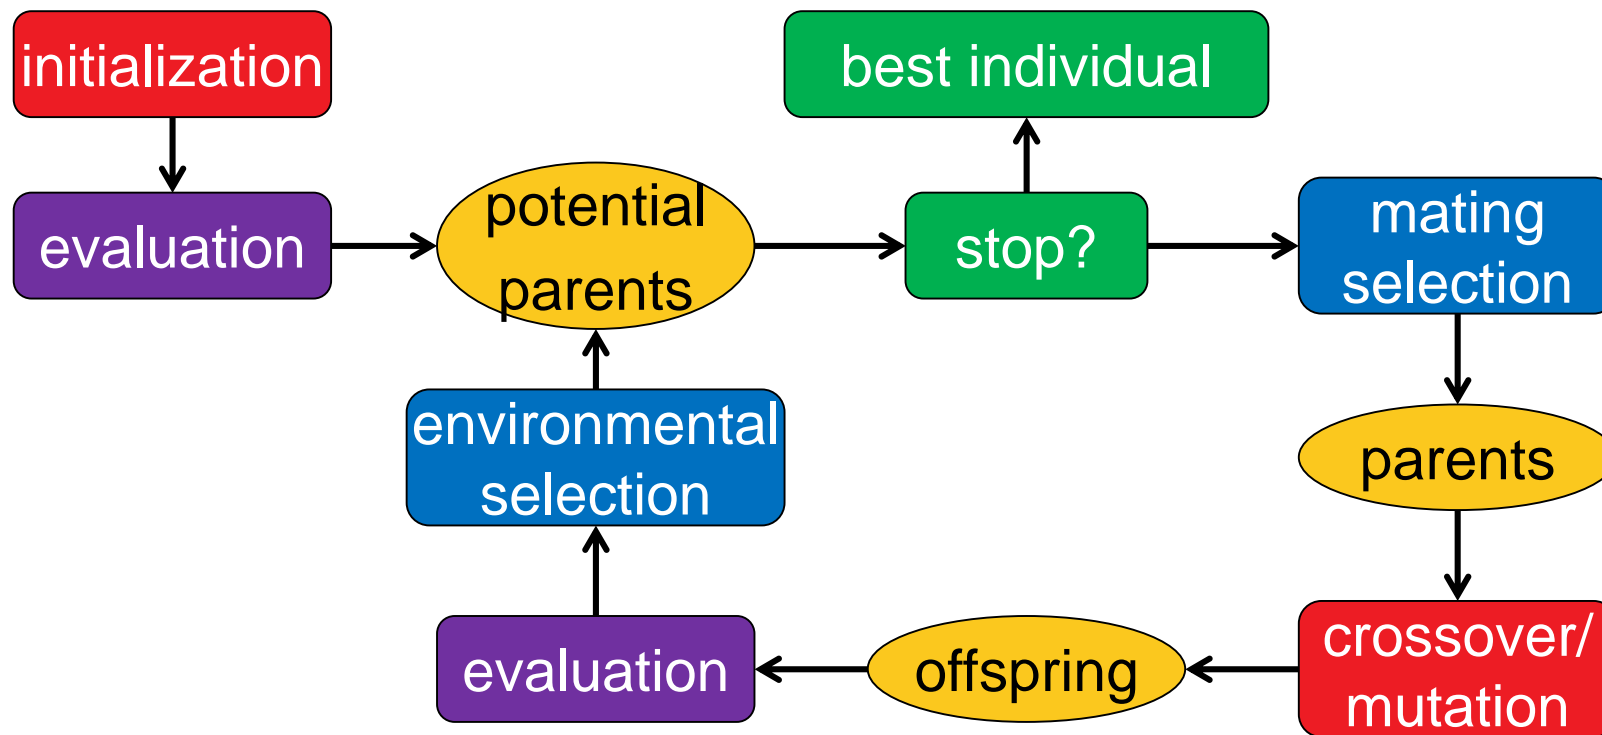 initialization
best individual
evaluation
potential
parents
stop?
mating
selection
environmental
selection
parents
evaluation
offspring
crossover/
mutation